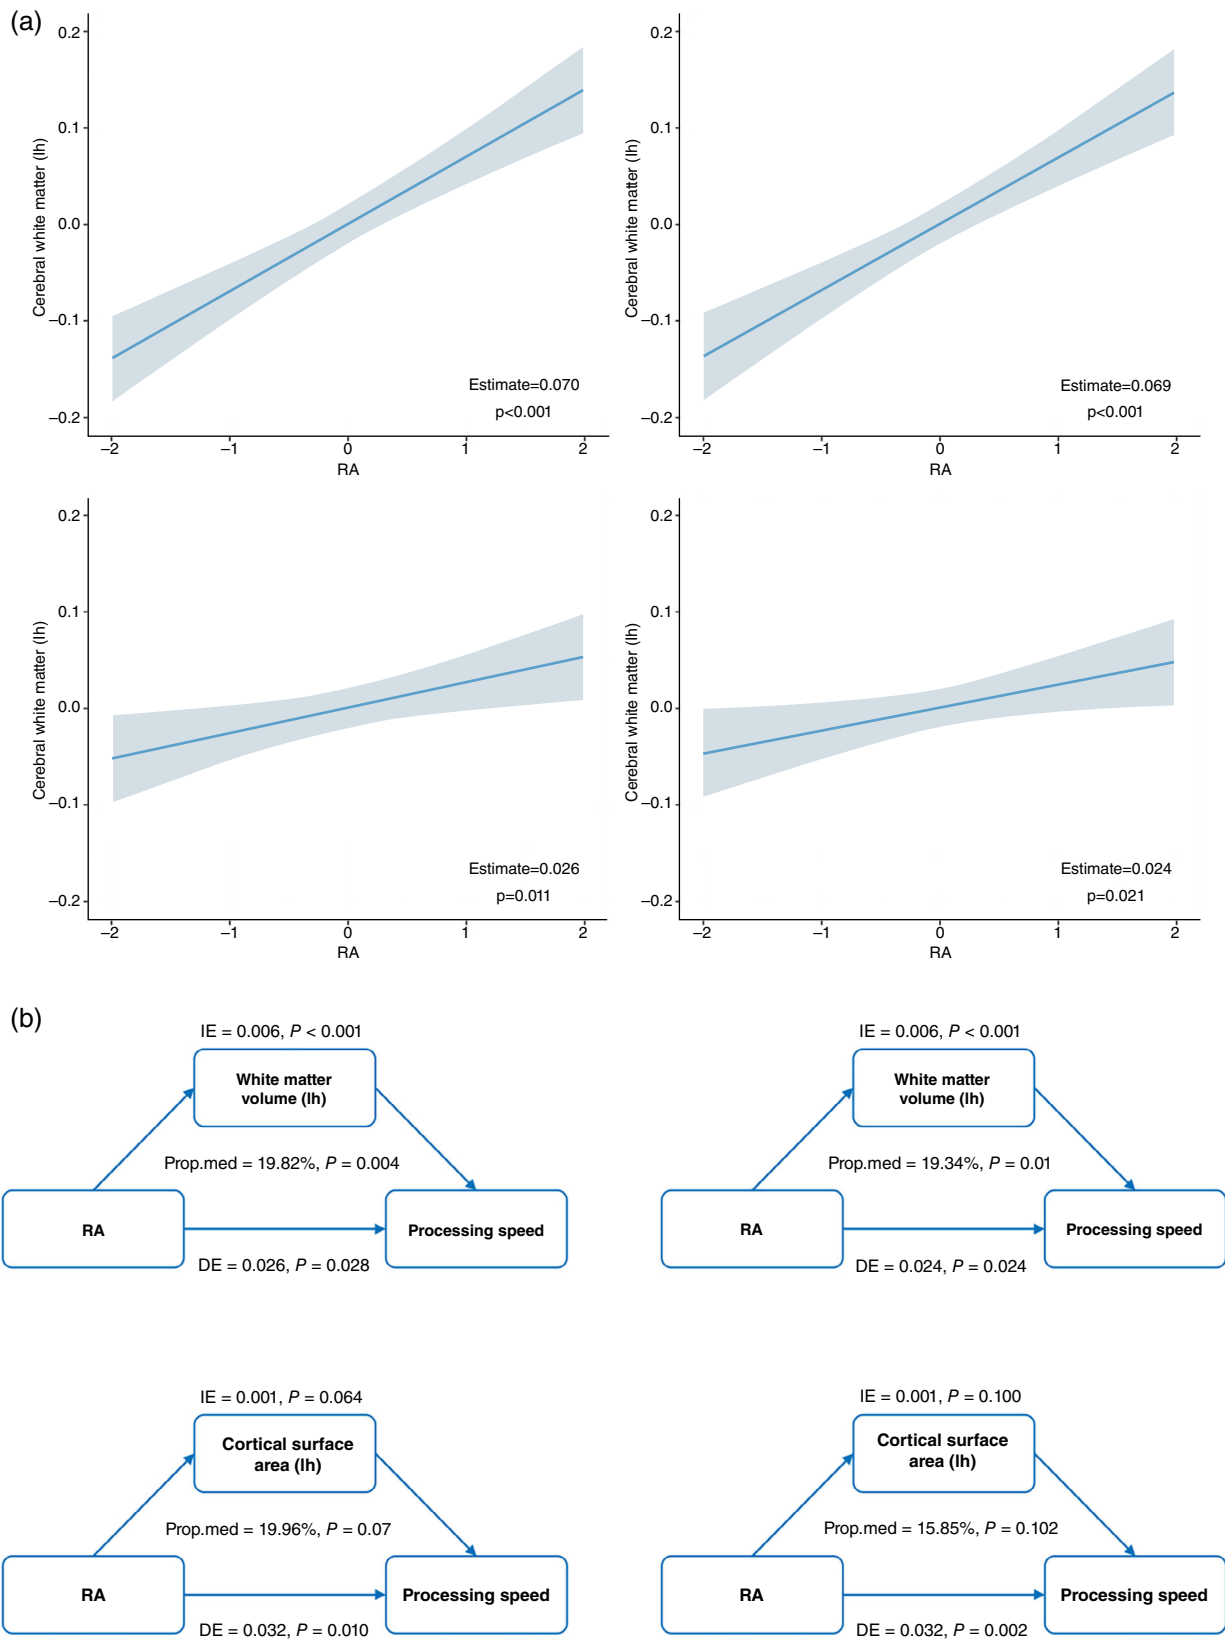 (a)
0.2
0.1
0.0
–0.1
–0.2
Cerebral white matter (lh)
Estimate=0.070
p<0.001
–2 –1 0 1 2
RA
0.2
0.1
0.0
–0.1
–0.2
Cerebral white matter (lh)
Estimate=0.069
p<0.001
–2 –1 0 1 2
RA
0.2
0.1
0.0
–0.1
–0.2
Cerebral white matter (lh)
Estimate=0.026
p=0.011
–2 –1 0 1 2
RA
0.2
0.1
0.0
–0.1
–0.2
Cerebral white matter (lh)
Estimate=0.024
p=0.021
–2 –1 0 1 2
RA
(b)
IE = 0.006, P < 0.001
White matter
volume (lh)
Prop.med = 19.82%, P = 0.004
RA
Processing speed
DE = 0.026, P = 0.028
IE = 0.006, P < 0.001
White matter
volume (lh)
Prop.med = 19.34%, P = 0.01
RA
Processing speed
DE = 0.024, P = 0.024
IE = 0.001, P = 0.064
Cortical surface
area (lh)
Prop.med = 19.96%, P = 0.07
RA
Processing speed
DE = 0.032, P = 0.010
IE = 0.001, P = 0.100
Cortical surface
area (lh)
Prop.med = 15.85%, P = 0.102
RA
Processing speed
DE = 0.032, P = 0.002